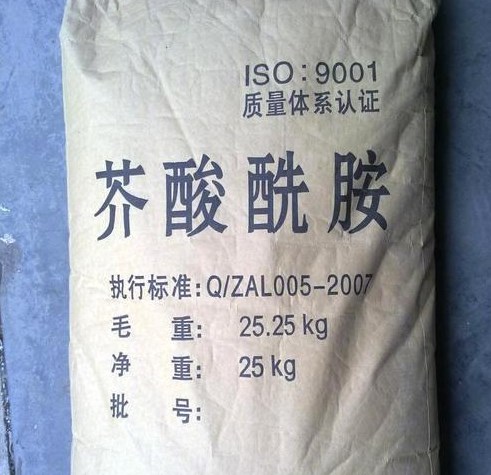 ISO：9001
质量体系认证
芥酸酰胺
执行标准：Q/ZAL005-2007
毛　重：25.25 kg
净　重：25 kg
批　号：